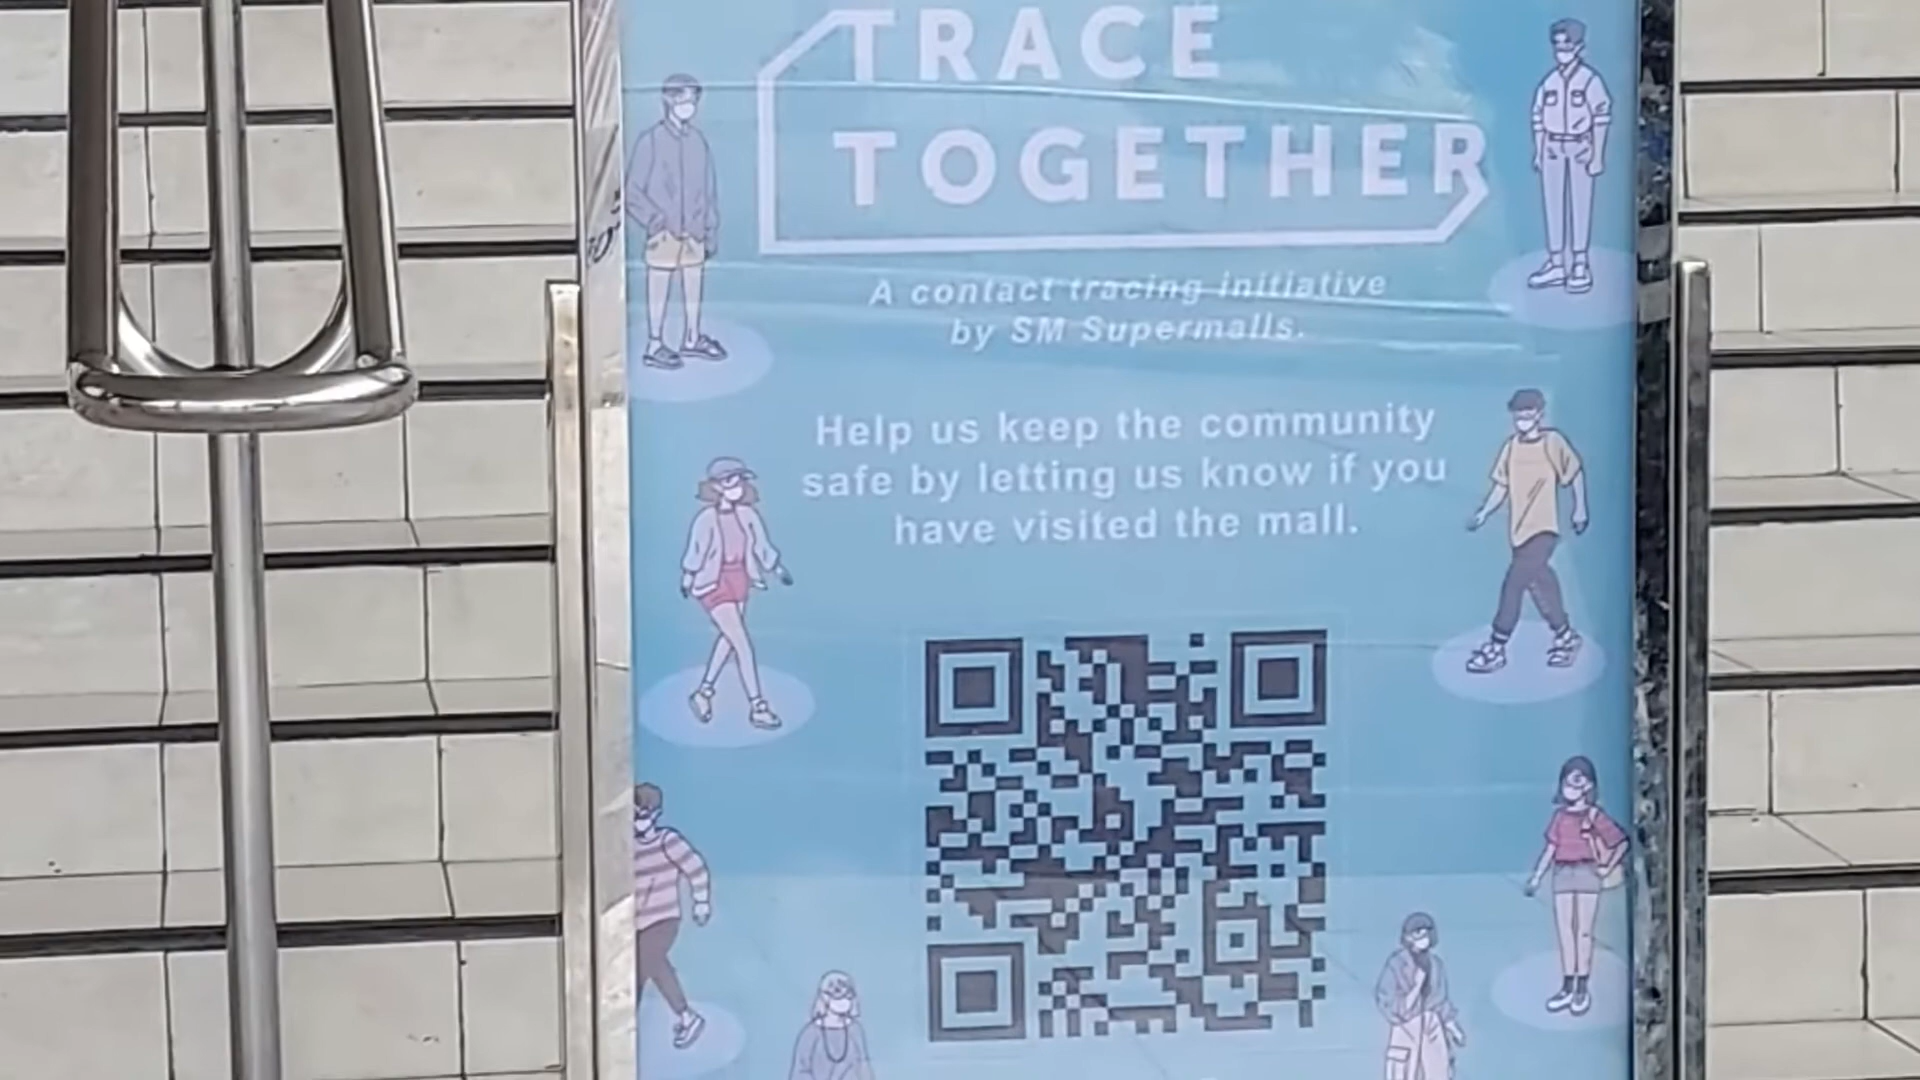 TRACE
TOGETHER
A contact tracing initiative
by SM Supermalls.
Help us keep the community
safe by letting us know if you
have visited the mall.